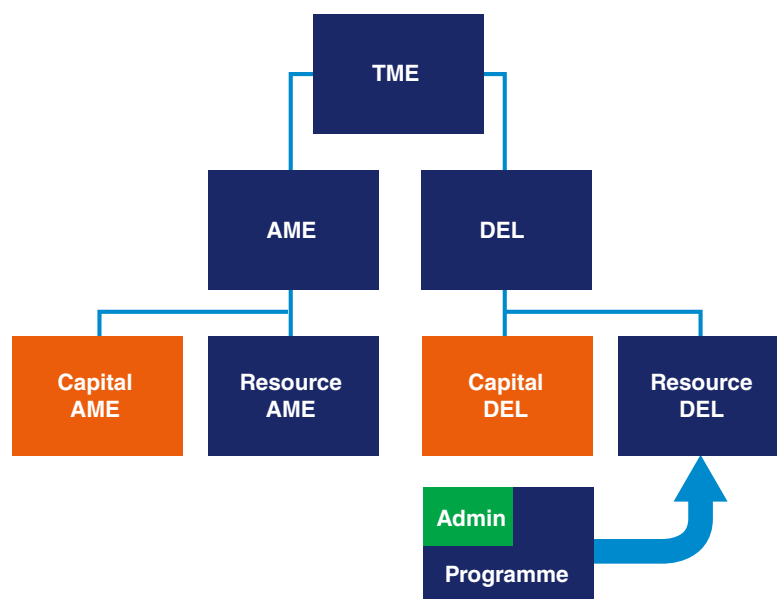 TME
AME
DEL
Capital
AME
Resource
AME
Capital
DEL
Resource
DEL
Admin
Programme